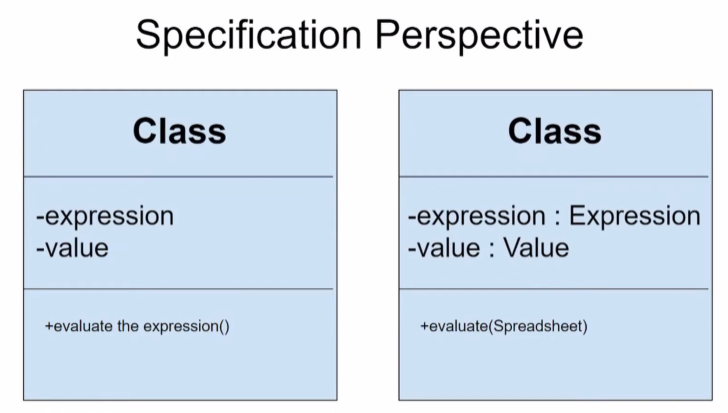 Specification Perspective
Class
-expression
-value
+evaluate the expression()
Class
-expression : Expression
-value : Value
+evaluate(Spreadsheet)